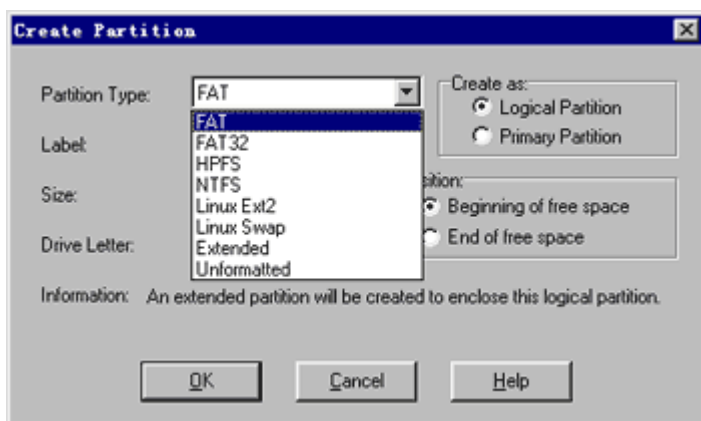 Create Partition
Partition Type:
FAT
FAT
FAT32
HPFS
NTFS
Linux Ext2
Linux Swap
Extended
Unformatted
Create as:
Logical Partition
Primary Partition
Label:
Size:
sition:
Beginning of free space
End of free space
Drive Letter:
Information: An extended partition will be created to enclose this logical partition.
OK
Cancel
Help